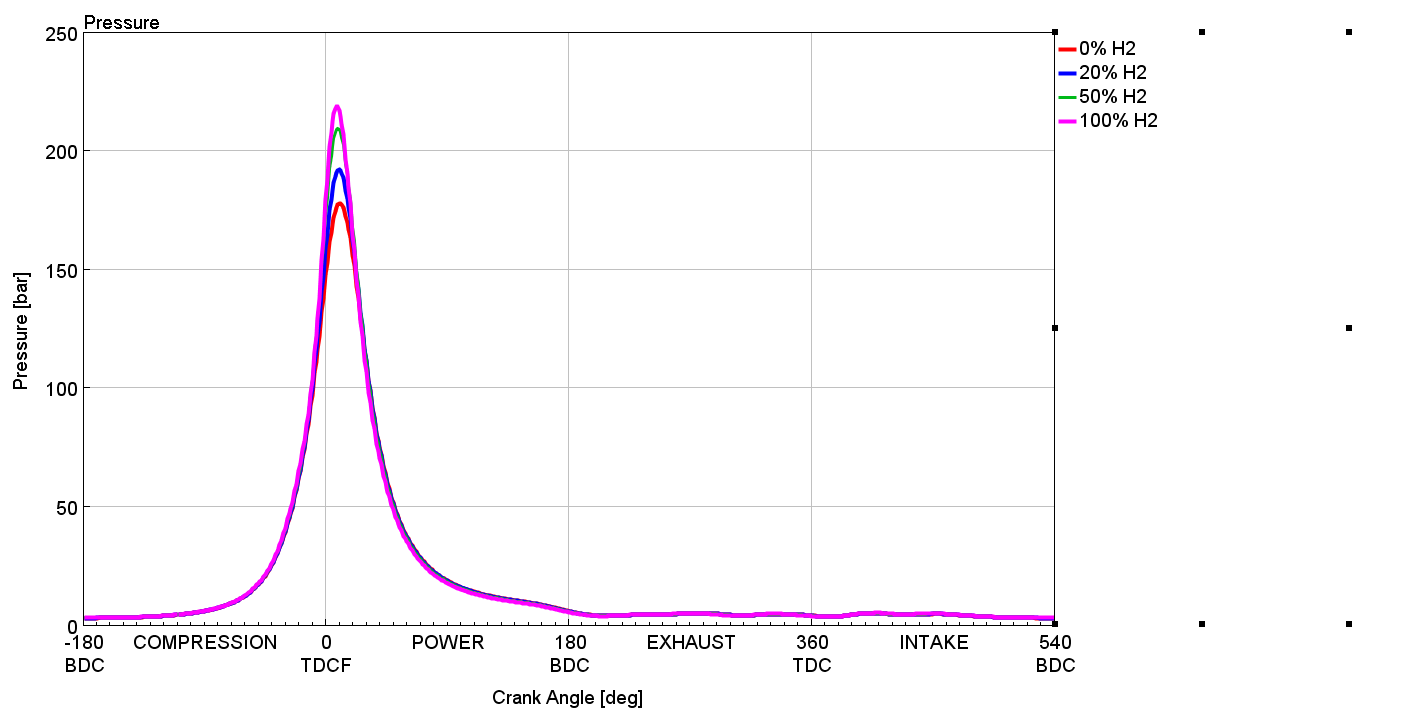 Pressure
250
200
150
100
50
0
Pressure [bar]
0% H2
20% H2
50% H2
100% H2
-180 COMPRESSION 0 POWER 180 EXHAUST 360 INTAKE 540
BDC TDCF BDC TDC BDC
Crank Angle [deg]